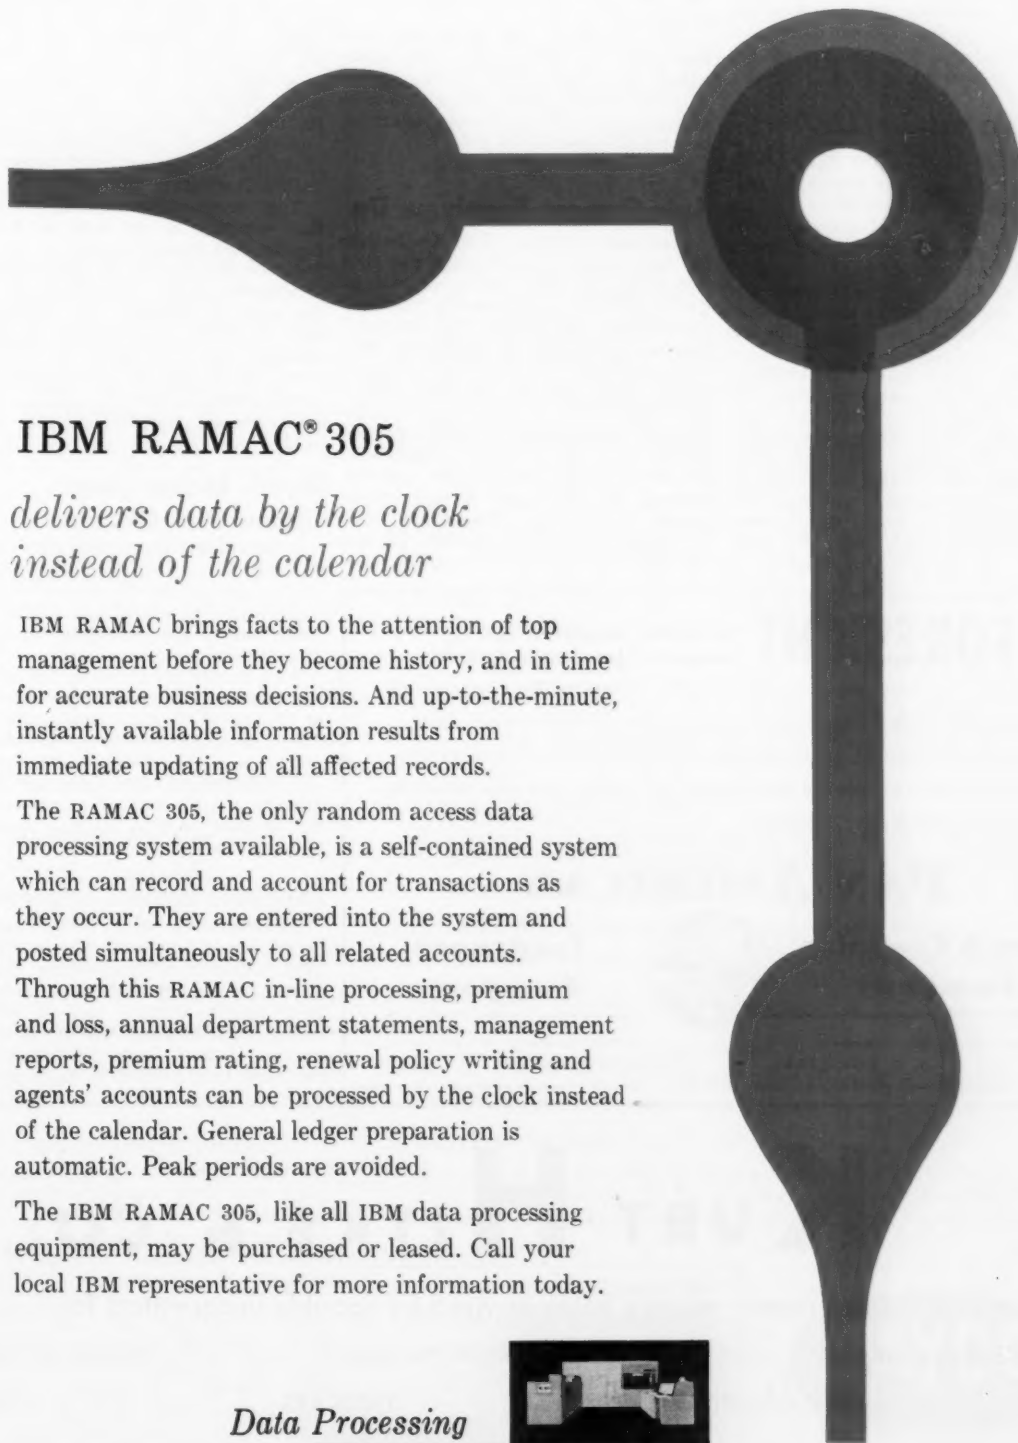 IBM RAMAC® 305
delivers data by the clock
instead of the calendar
IBM RAMAC brings facts to the attention of top
management before they become history, and in time
for accurate business decisions. And up-to-the-minute,
instantly available information results from
immediate updating of all affected records.
The RAMAC 305, the only random access data
processing system available, is a self-contained system
which can record and account for transactions as
they occur. They are entered into the system and
posted simultaneously to all related accounts.
Through this RAMAC in-line processing, premium
and loss, annual department statements, management
reports, premium rating, renewal policy writing and
agents' accounts can be processed by the clock instead
of the calendar. General ledger preparation is
automatic. Peak periods are avoided.
The IBM RAMAC 305, like all IBM data processing
equipment, may be purchased or leased. Call your
local IBM representative for more information today.
Data Processing